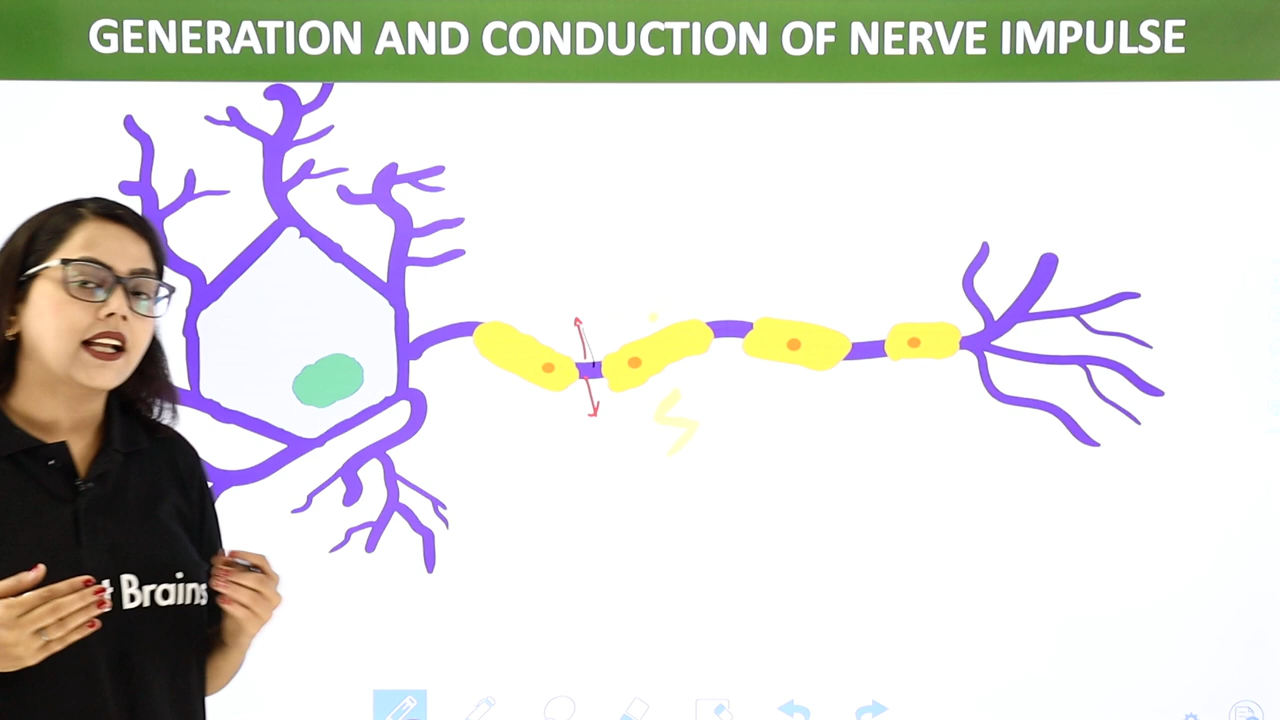 GENERATION AND CONDUCTION OF NERVE IMPULSE
Brains